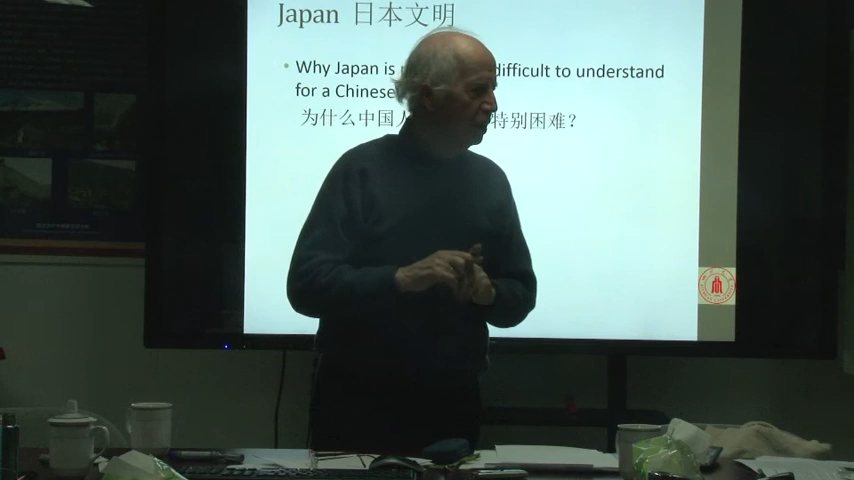 Japan 日本文明
• Why Japan is difficult to understand
for a Chinese
为什么中国人 特别困难？